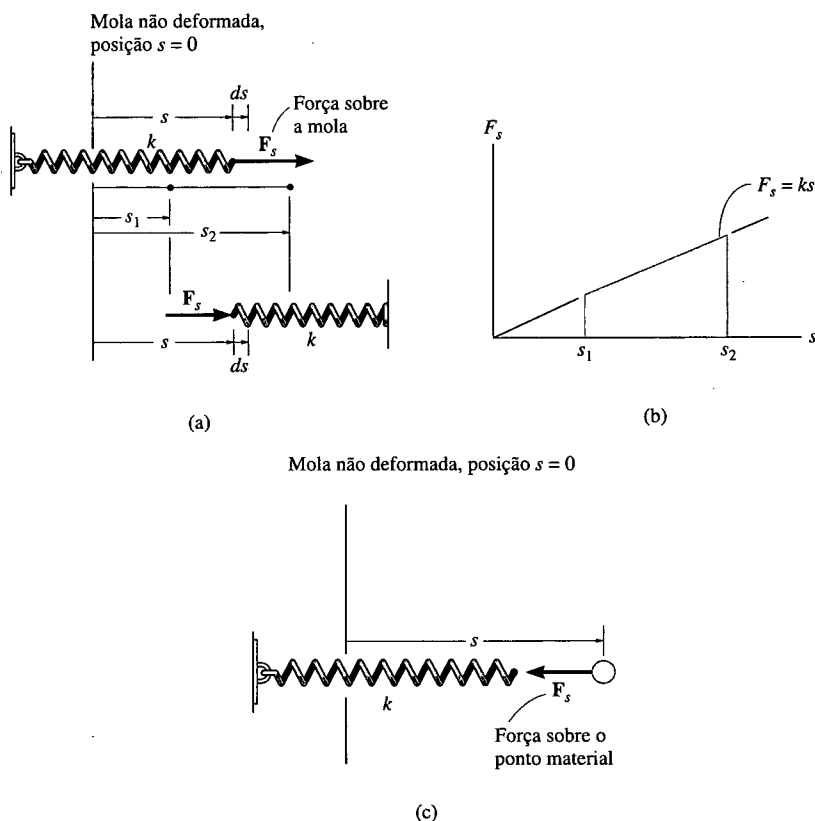 Mola não deformada,
posição s = 0
ds
s
Força sobre
a mola
k
F_s
s_1
s_2
F_s
s
k
ds
(a)
F_s
F_s = ks
s_1
s_2
s
(b)
Mola não deformada, posição s = 0
s
k
F_s
Força sobre o
ponto material
(c)